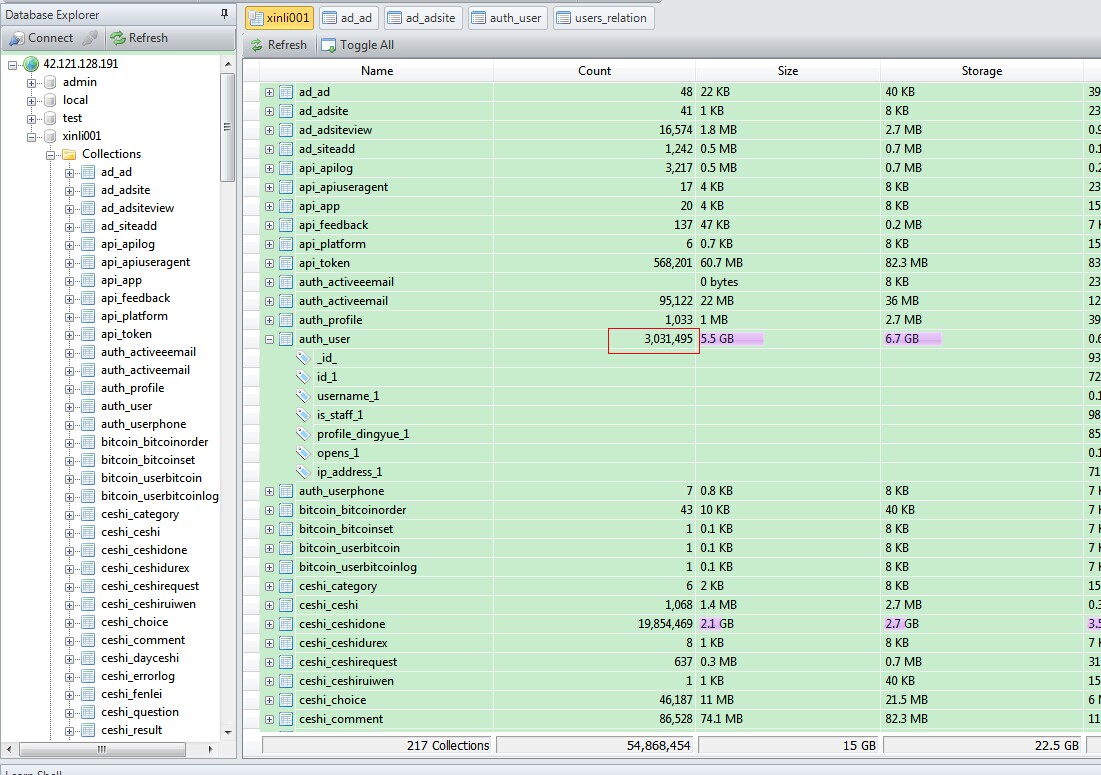 Database Explorer
Connect Refresh
42.121.128.191
admin
local
test
xinli001
Collections
ad_ad
ad_adsite
ad_adsiteview
ad_siteadd
api_apilog
api_apiuseragent
api_app
api_feedback
api_platform
api_token
auth_activeeemail
auth_activeemail
auth_profile
auth_user
auth_userphone
bitcoin_bitcoinorder
bitcoin_bitcoinset
bitcoin_userbitcoin
bitcoin_userbitcoinlog
ceshi_category
ceshi_ceshi
ceshi_ceshidone
ceshi_ceshidurex
ceshi_ceshirequest
ceshi_ceshiruiwen
ceshi_choice
ceshi_comment
ceshi_dayceshi
ceshi_errorlog
ceshi_fenlei
ceshi_question
ceshi_result
xinli001 ad_ad ad_adsite auth_user users_relation
Refresh Toggle All
Name Count Size Storage
ad_ad 48 22 KB 40 KB 39
ad_adsite 41 1 KB 8 KB 23
ad_adsiteview 16,574 1.8 MB 2.7 MB 0.9
ad_siteadd 1,242 0.5 MB 0.7 MB 0.1
api_apilog 3,217 0.5 MB 0.7 MB 0.2
api_apiuseragent 17 4 KB 8 KB 23
api_app 20 4 KB 8 KB 15
api_feedback 137 47 KB 0.2 MB 7 K
api_platform 6 0.7 KB 8 KB 15
api_token 568,201 60.7 MB 82.3 MB 83
auth_activeeemail 0 bytes 8 KB 23
auth_activeemail 95,122 22 MB 36 MB 12
auth_profile 1,033 1 MB 2.7 MB 39
auth_user 3,031,495 5.5 GB 6.7 GB 0.6
_id_ 93
id_1 72
username_1 0.1
is_staff_1 98
profile_dingyue_1 85
opens_1 0.1
ip_address_1 71
auth_userphone 7 0.8 KB 8 KB 7 K
bitcoin_bitcoinorder 43 10 KB 40 KB 7 K
bitcoin_bitcoinset 1 0.1 KB 8 KB 7 K
bitcoin_userbitcoin 1 0.1 KB 8 KB 7 K
bitcoin_userbitcoinlog 1 0.1 KB 8 KB 7 K
ceshi_category 6 2 KB 8 KB 15
ceshi_ceshi 1,068 1.4 MB 2.7 MB 0.3
ceshi_ceshidone 19,854,469 2.1 GB 2.7 GB 3.5
ceshi_ceshidurex 8 1 KB 8 KB 7 K
ceshi_ceshirequest 637 0.3 MB 0.7 MB 31
ceshi_ceshiruiwen 1 1 KB 40 KB 15
ceshi_choice 46,187 11 MB 21.5 MB 6 M
ceshi_comment 86,528 74.1 MB 82.3 MB 11
217 Collections 54,868,454 15 GB 22.5 GB